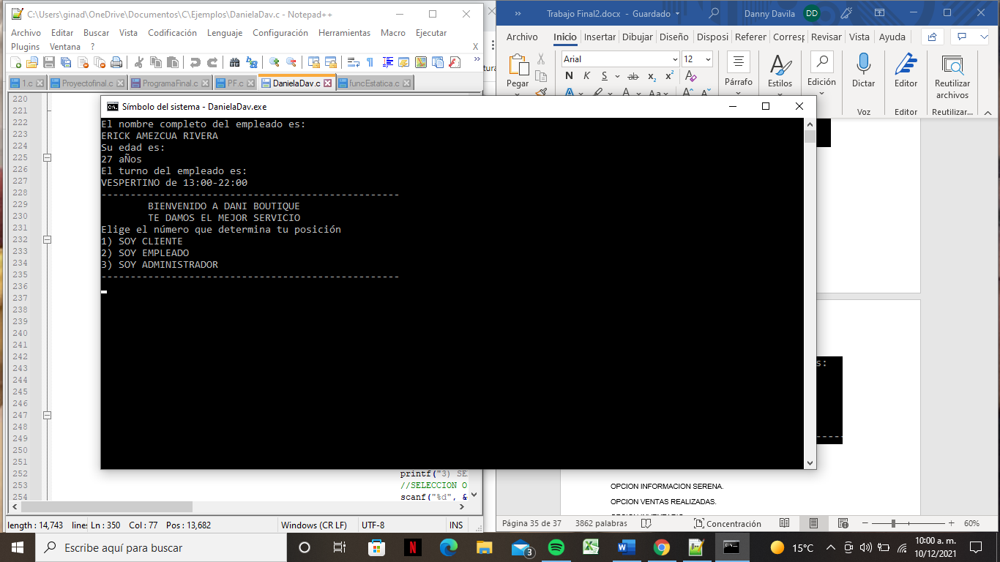 C:\Users\ginad\OneDrive\Documentos\C\Ejemplos\DanielaDav.c - Notepad++
Archivo Editar Buscar Vista Codificación Lenguaje Configuración Herramientas Macro Ejecutar
Plugins Ventana ? X
1.c Proyectofinal.c ProgramaFinal.c PF.c DanielaDav.c funcEstatica.c
220
221
222
223
224
225
226
227
228
229
230
231
232
233
234
235
236
237
238
239
240
241
242
243
244
245
246
247
248
249
250
251
252 printf("3) SE
253 //SELECCION O
254 scanf("%d", &
length : 14,743 lines Ln : 350 Col : 77 Pos : 13,682 Windows (CR LF) UTF-8 INS
Trabajo Final2.docx - Guardado Danny Davila DD
Archivo Inicio Insertar Dibujar Diseño Disposi Referer Corresp Revisar Vista Ayuda
Arial 12
Pegar N K S ab x₂ x² Párrafo Estilos Edición Dictar Editor Reutilizar archivos
Voz Editor Reutilizar...
Símbolo del sistema - DanielaDav.exe
El nombre completo del empleado es:
ERICK AMEZCUA RIVERA
Su edad es:
27 aÑos
El turno del empleado es:
VESPERTINO de 13:00-22:00
---------------------------------------------------
BIENVENIDO A DANI BOUTIQUE
TE DAMOS EL MEJOR SERVICIO
Elige el número que determina tu posición
1) SOY CLIENTE
2) SOY EMPLEADO
3) SOY ADMINISTRADOR
---------------------------------------------------
s:
OPCION INFORMACION SERENA.
OPCION VENTAS REALIZADAS.
Página 35 de 37 3862 palabras Concentración 60%
Escribe aquí para buscar
3
15°C
10:00 a. m.
10/12/2021